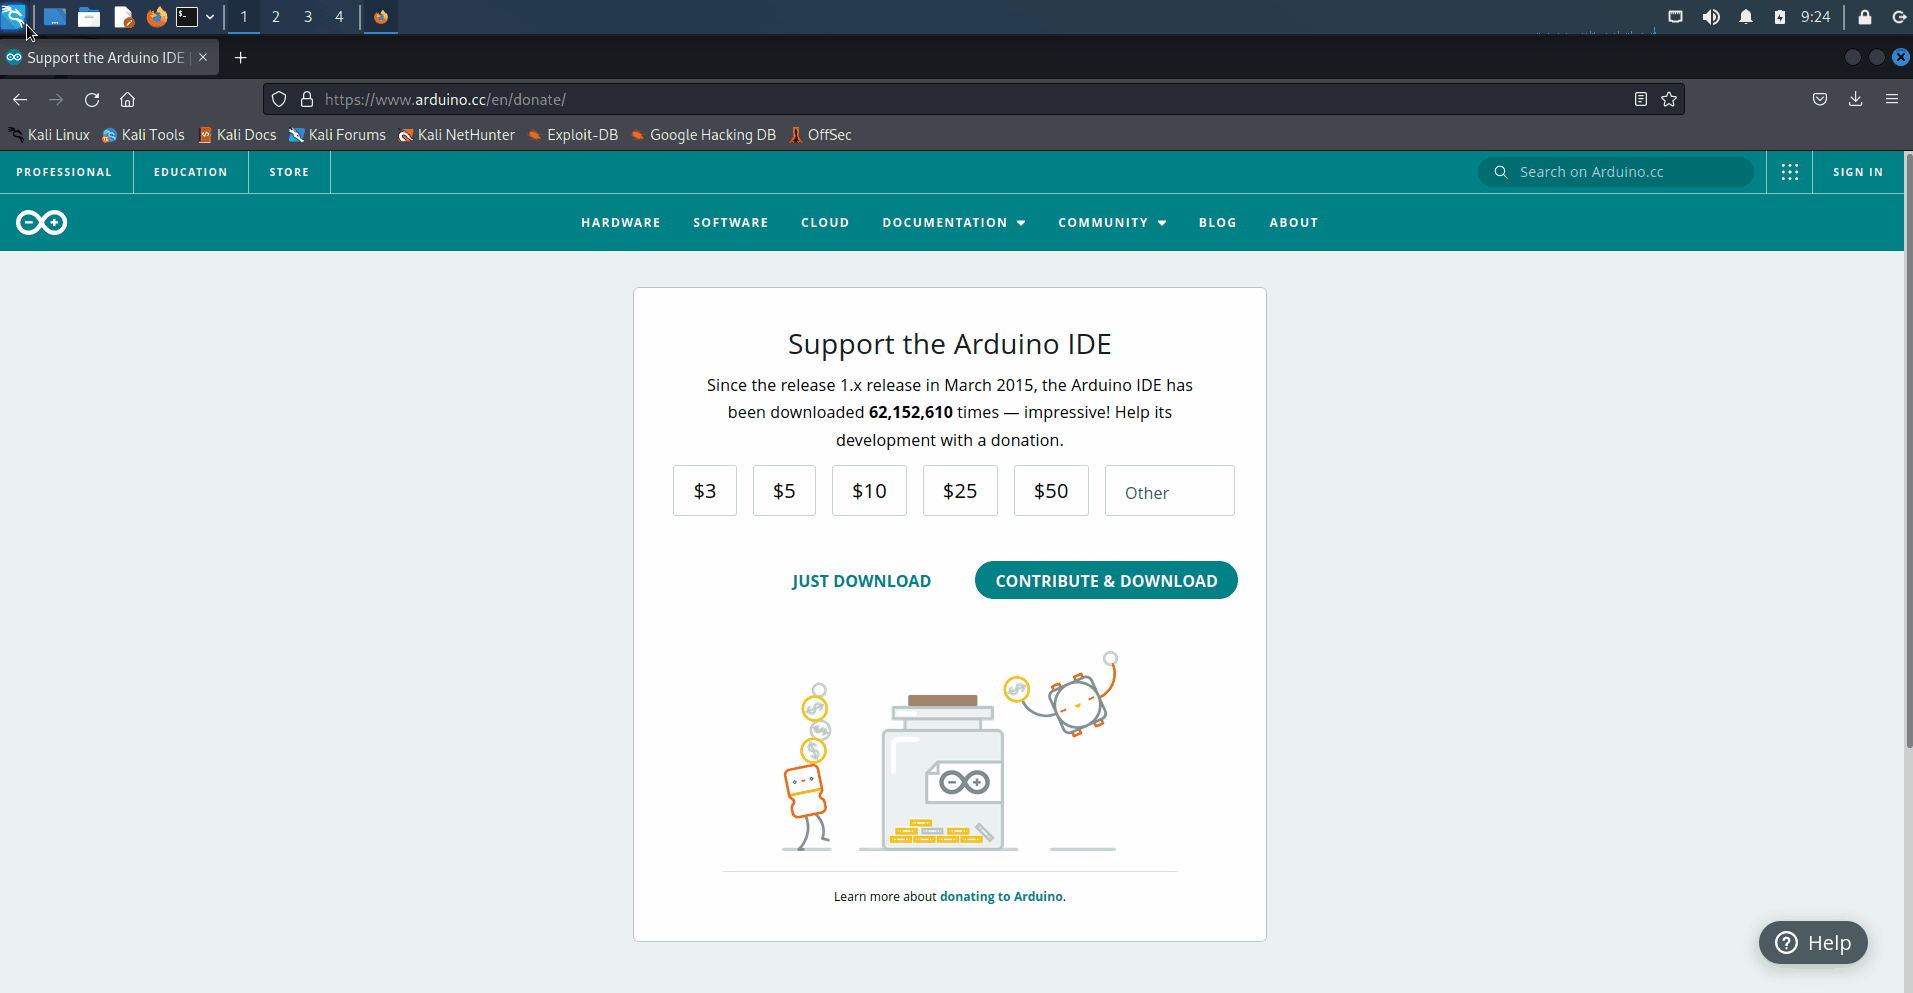 1 2 3 4 9:24
Support the Arduino IDE
https://www.arduino.cc/en/donate/
Kali Linux Kali Tools Kali Docs Kali Forums Kali NetHunter Exploit-DB Google Hacking DB OffSec
PROFESSIONAL EDUCATION STORE Search on Arduino.cc SIGN IN
HARDWARE SOFTWARE CLOUD DOCUMENTATION COMMUNITY BLOG ABOUT
Support the Arduino IDE
Since the release 1.x release in March 2015, the Arduino IDE has
been downloaded 62,152,610 times — impressive! Help its
development with a donation.
$3 $5 $10 $25 $50 Other
JUST DOWNLOAD CONTRIBUTE & DOWNLOAD
Learn more about donating to Arduino.
Help